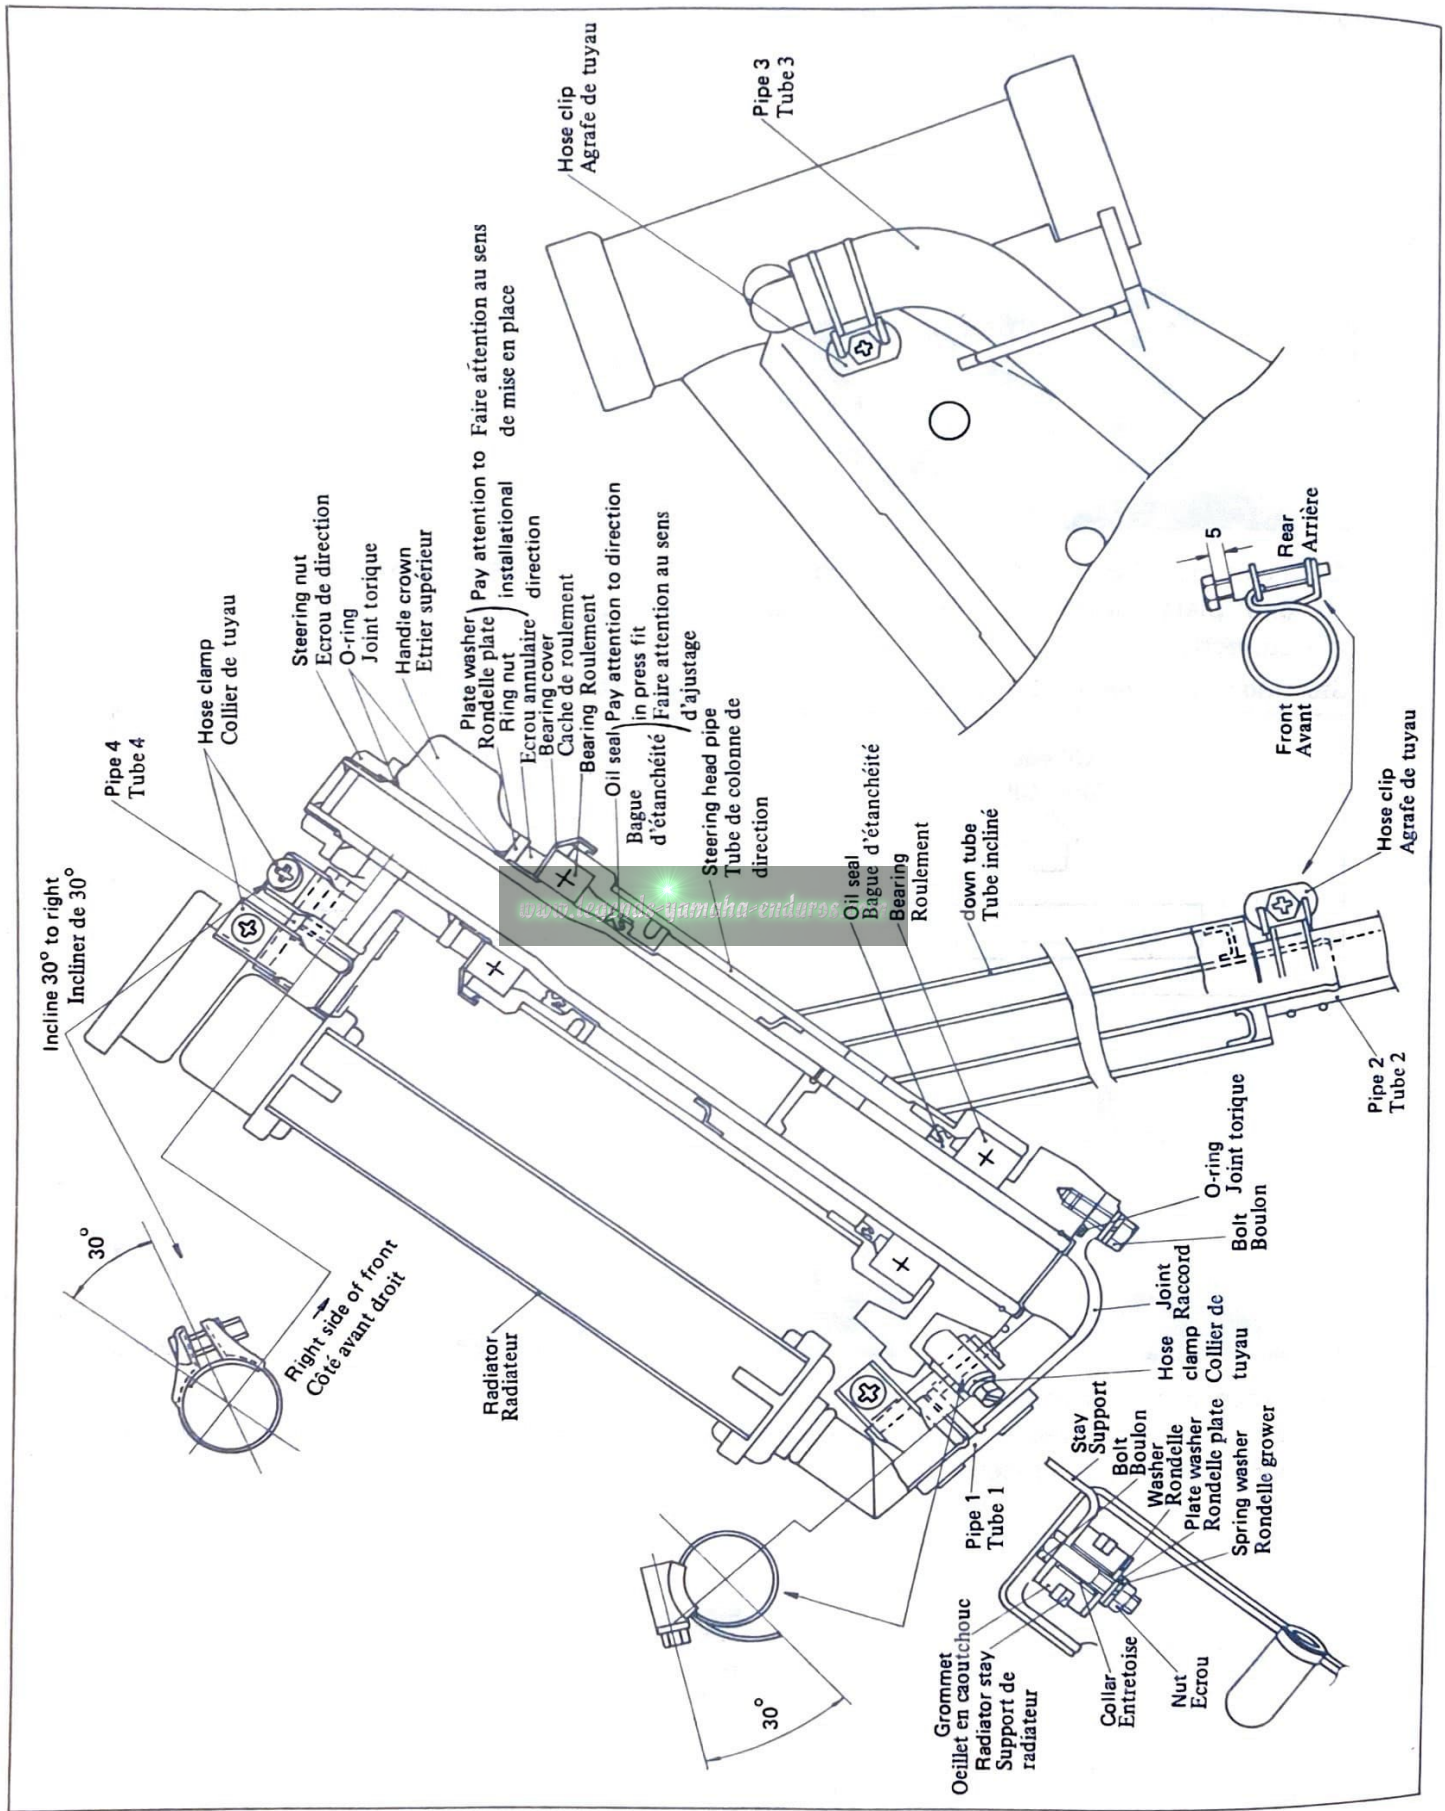 Hose clip
Agrafe de tuyau
Pipe 3
Tube 3
Steering nut
Ecrou de direction
O-ring
Joint torique
Handle crown
Etrier supérieur
Plate washer
Rondelle plate
Ring nut
Ecrou annulaire
Pay attention to
installational
direction
Faire attention au sens
de mise en place
Bearing cover
Cache de roulement
Bearing Roulement
Oil seal
Bague
d'étanchéité
Pay attention to direction
in press fit
Faire attention au sens
d'ajustage
Steering head pipe
Tube de colonne de
direction
Hose clamp
Collier de tuyau
Pipe 4
Tube 4
Incline 30° to right
Incliner de 30°
30°
Right side of front
Côté avant droit
Radiator
Radiateur
Oil seal
Bague d'étanchéité
Bearing
Roulement
down tube
Tube incliné
5
Rear
Arrière
Front
Avant
Hose clip
Agrafe de tuyau
Pipe 2
Tube 2
O-ring
Joint torique
Bolt
Boulon
Joint
Raccord
Hose
clamp
Collier de
tuyau
Pipe 1
Tube 1
Stay
Support
Bolt
Boulon
Washer
Rondelle
Plate washer
Rondelle plate
Spring washer
Rondelle grower
30°
Grommet
Oeillet en caoutchouc
Radiator stay
Support de
radiateur
Collar
Entretoise
Nut
Ecrou